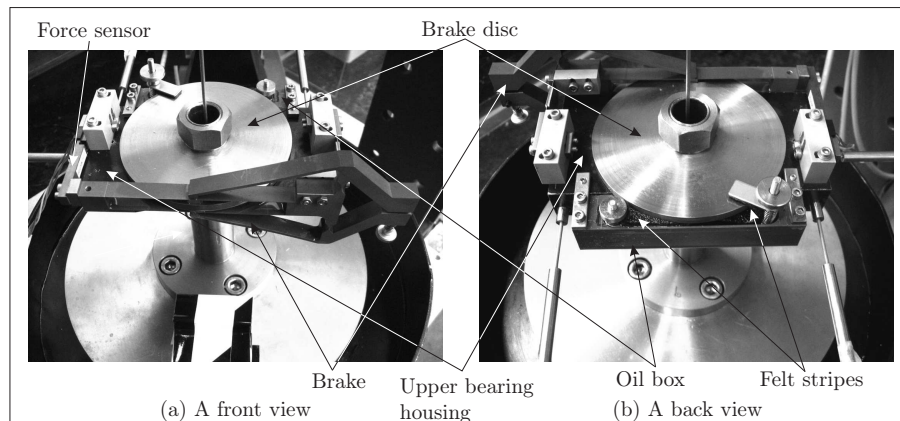 Force sensor
Brake disc
Brake
Upper bearing
housing
Oil box
Felt stripes
(a) A front view
(b) A back view